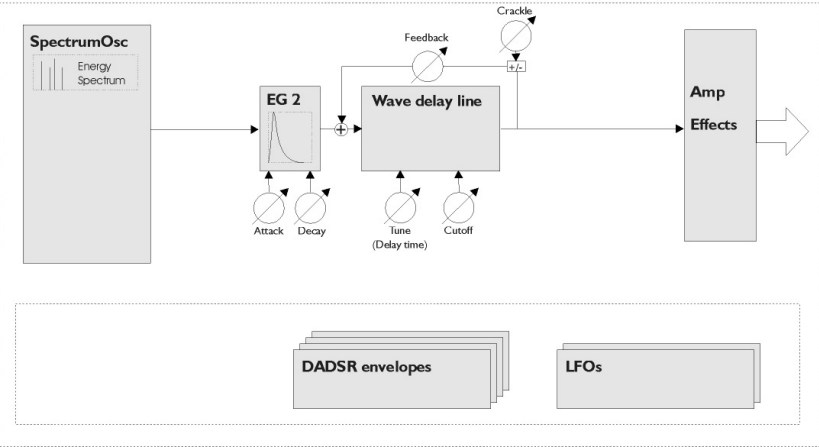 SpectrumOsc
Energy
Spectrum
EG 2
Attack
Decay
Feedback
Crackle
+/-
+
Wave delay line
Tune
(Delay time)
Cutoff
Amp
Effects
DADSR envelopes
LFOs